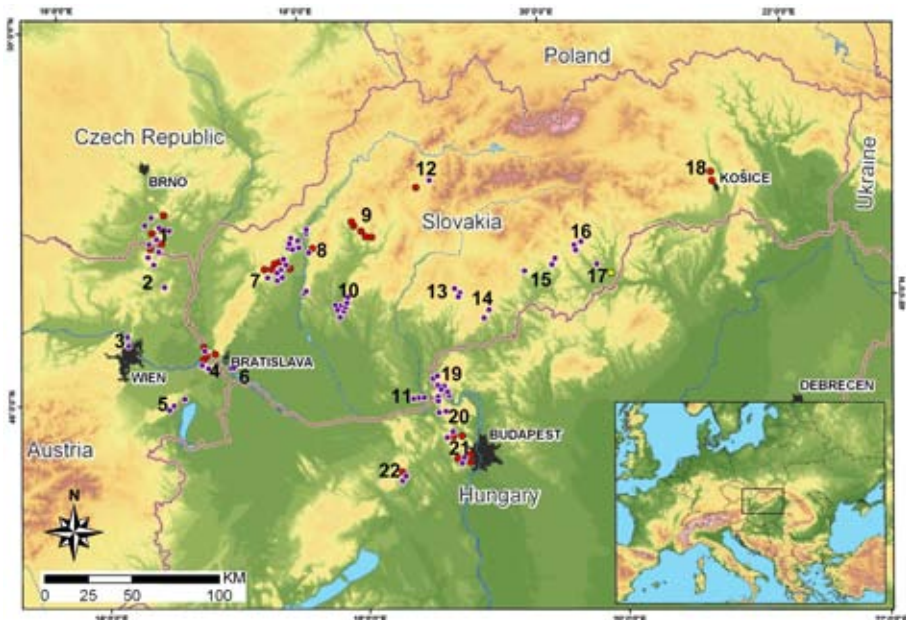 Poland
Czech Republic
BRNO
12
18
KOŠICE
Ukraine
1
9
Slovakia
16
8
7
2
17
15
13
10
14
3
WIEN
BRATISLAVA
4
6
19
DEBRECEN
5
11
20
BUDAPEST
Austria
21
22
Hungary
N
KM
0 25 50 100